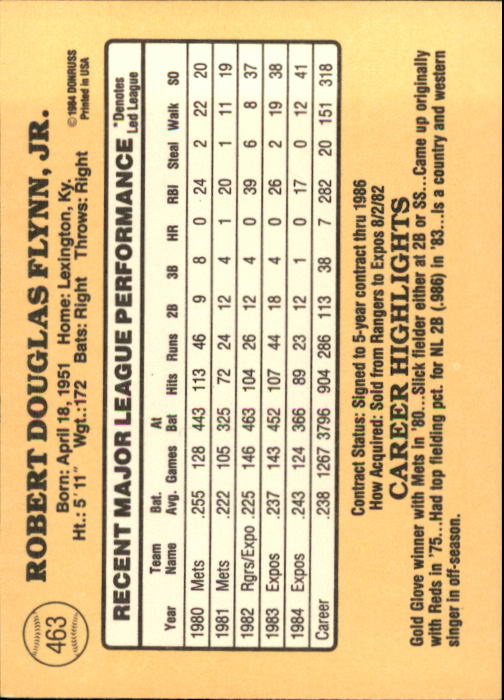 463
ROBERT DOUGLAS FLYNN, JR.
Born: April 18, 1951 Home: Lexington, Ky.
Ht.: 5' 11" Wgt.:172 Bats: Right Throws: Right
© 1984 DONRUSS
Printed in USA
RECENT MAJOR LEAGUE PERFORMANCE
*Denotes
Led League
Year Team Name Bat. Avg. Games At Bat Hits Runs 2B 3B HR RBI Steal Walk SO
1980 Mets .255 128 443 113 46 9 8 0 24 2 22 20
1981 Mets .222 105 325 72 24 12 4 1 20 1 11 19
1982 Rgrs/Expo .225 146 463 104 26 12 4 0 39 6 8 37
1983 Expos .237 143 452 107 44 18 4 0 26 2 19 38
1984 Expos .243 124 366 89 23 12 1 0 17 0 12 41
Career .238 1267 3796 904 286 113 38 7 282 20 151 318
Contract Status: Signed to 5-year contract thru 1986
How Acquired: Sold from Rangers to Expos 8/2/82
CAREER HIGHLIGHTS
Gold Glove winner with Mets in '80...Slick fielder either at 2B or SS...Came up originally
with Reds in '75...Had top fielding pct. for NL 2B (.986) in '83...Is a country and western
singer in off-season.